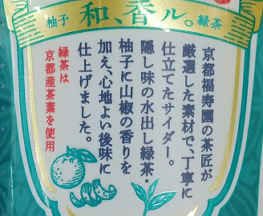 柚子 和、香ル。緑茶
京都福寿園の茶匠が
厳選した素材で、丁寧に
仕立てたサイダー。
隠し味の水出し緑茶
柚子に山椒の香りを
加え、心地よい後味に
仕上げました。
緑茶は
京都産茶葉を使用